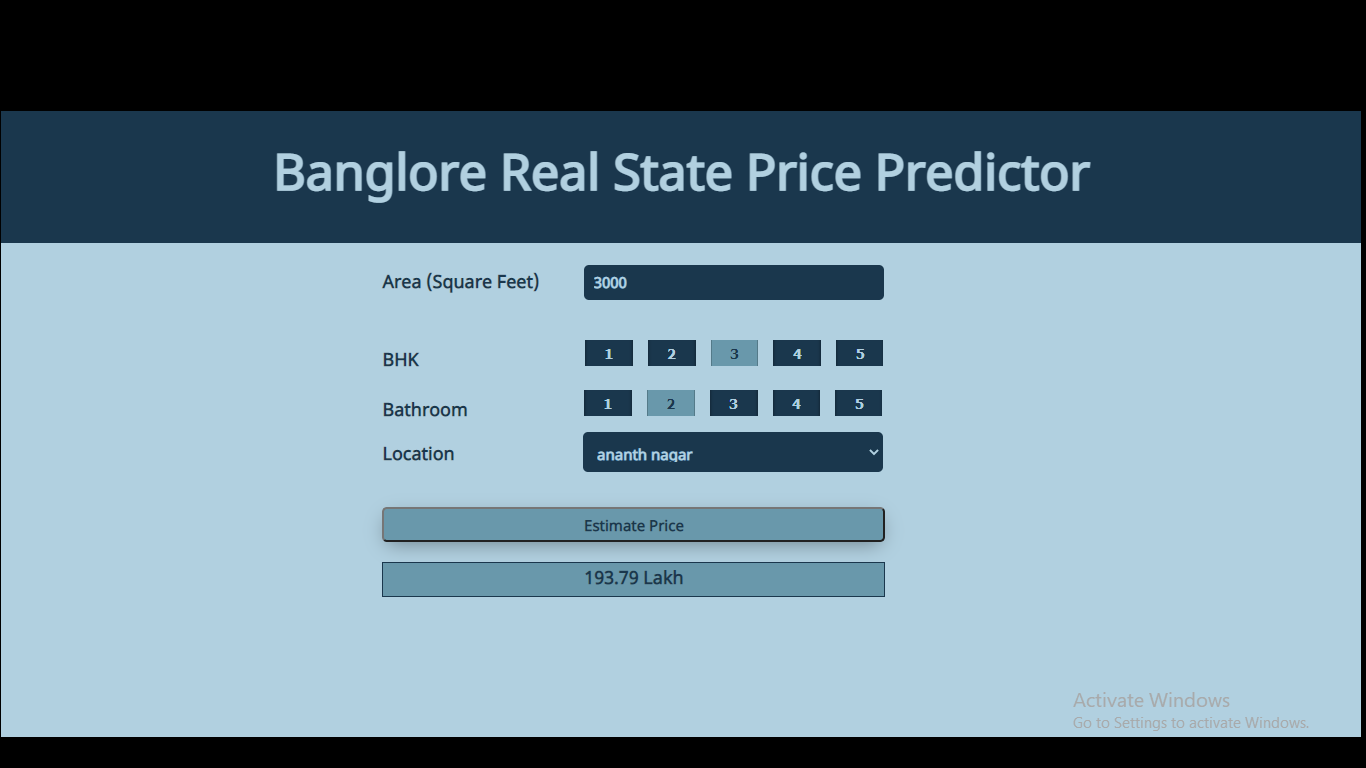 Banglore Real State Price Predictor
Area (Square Feet) 3000
BHK 1 2 3 4 5
Bathroom 1 2 3 4 5
Location ananth nagar
Estimate Price
193.79 Lakh
Activate Windows
Go to Settings to activate Windows.